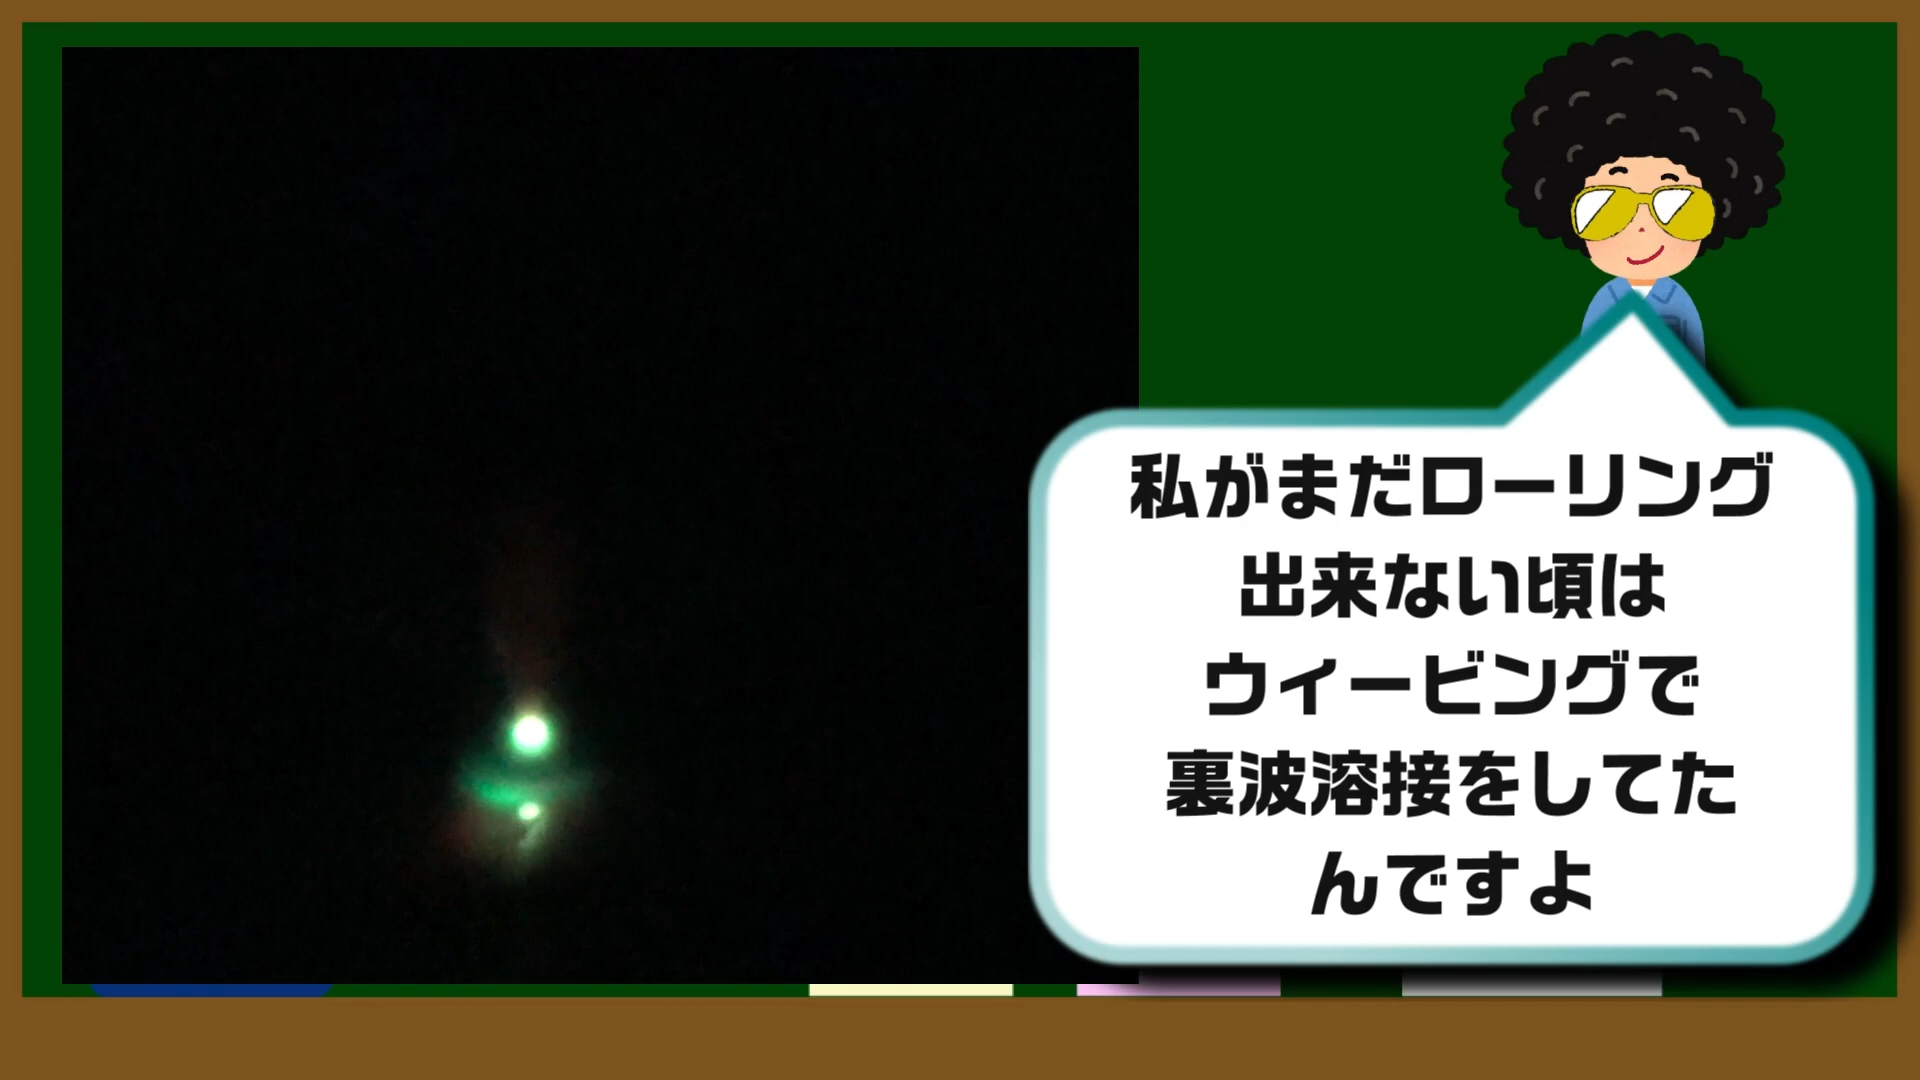 私がまだローリング
出来ない頃は
ウィービングで
裏波溶接をしてた
んですよ